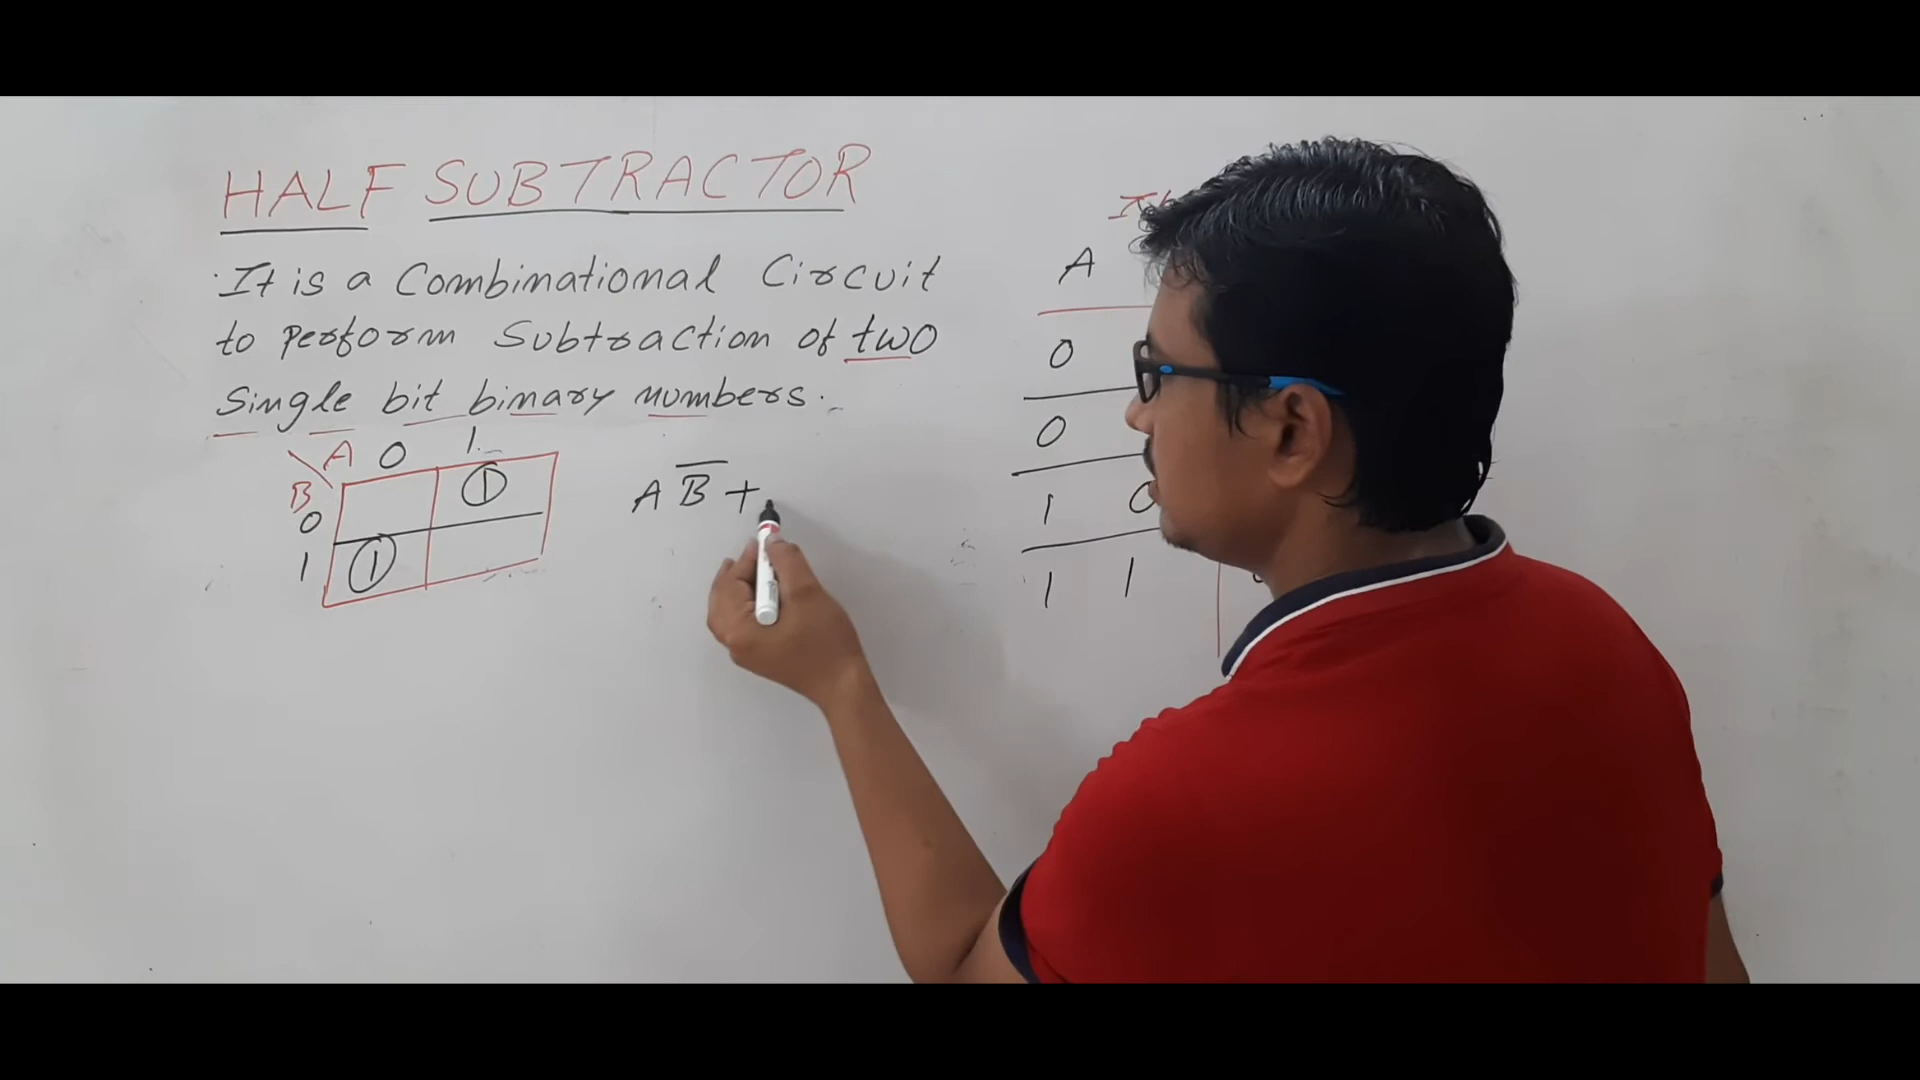 HALF SUBTRACTOR
It is a Combinational Circuit
to perform Subtraction of two
Single bit binary numbers.
A 0 1
B
0 1
1 1
A B̅ +
A
0
0
1 0
1 1